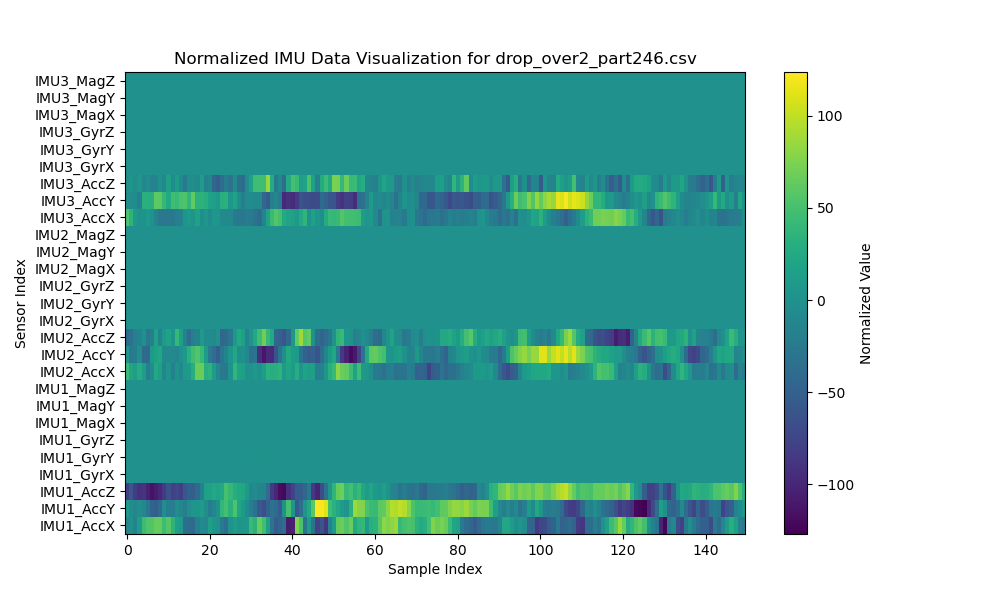 Normalized IMU Data Visualization for drop_over2_part246.csv
IMU3_MagZ
IMU3_MagY
IMU3_MagX
IMU3_GyrZ
IMU3_GyrY
IMU3_GyrX
IMU3_AccZ
IMU3_AccY
IMU3_AccX
IMU2_MagZ
IMU2_MagY
IMU2_MagX
IMU2_GyrZ
IMU2_GyrY
IMU2_GyrX
IMU2_AccZ
IMU2_AccY
IMU2_AccX
IMU1_MagZ
IMU1_MagY
IMU1_MagX
IMU1_GyrZ
IMU1_GyrY
IMU1_GyrX
IMU1_AccZ
IMU1_AccY
IMU1_AccX
Sensor Index
0 20 40 60 80 100 120 140
Sample Index
100
50
0
−50
−100
Normalized Value